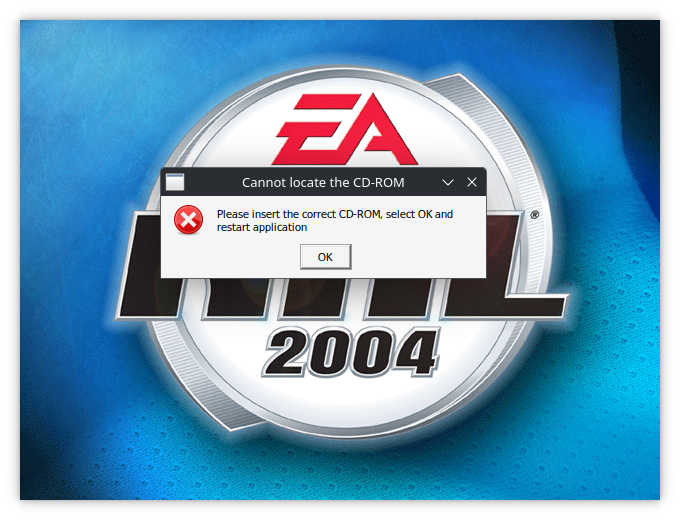 EA
Cannot locate the CD-ROM
Please insert the correct CD-ROM, select OK and
restart application
OK
®
2004